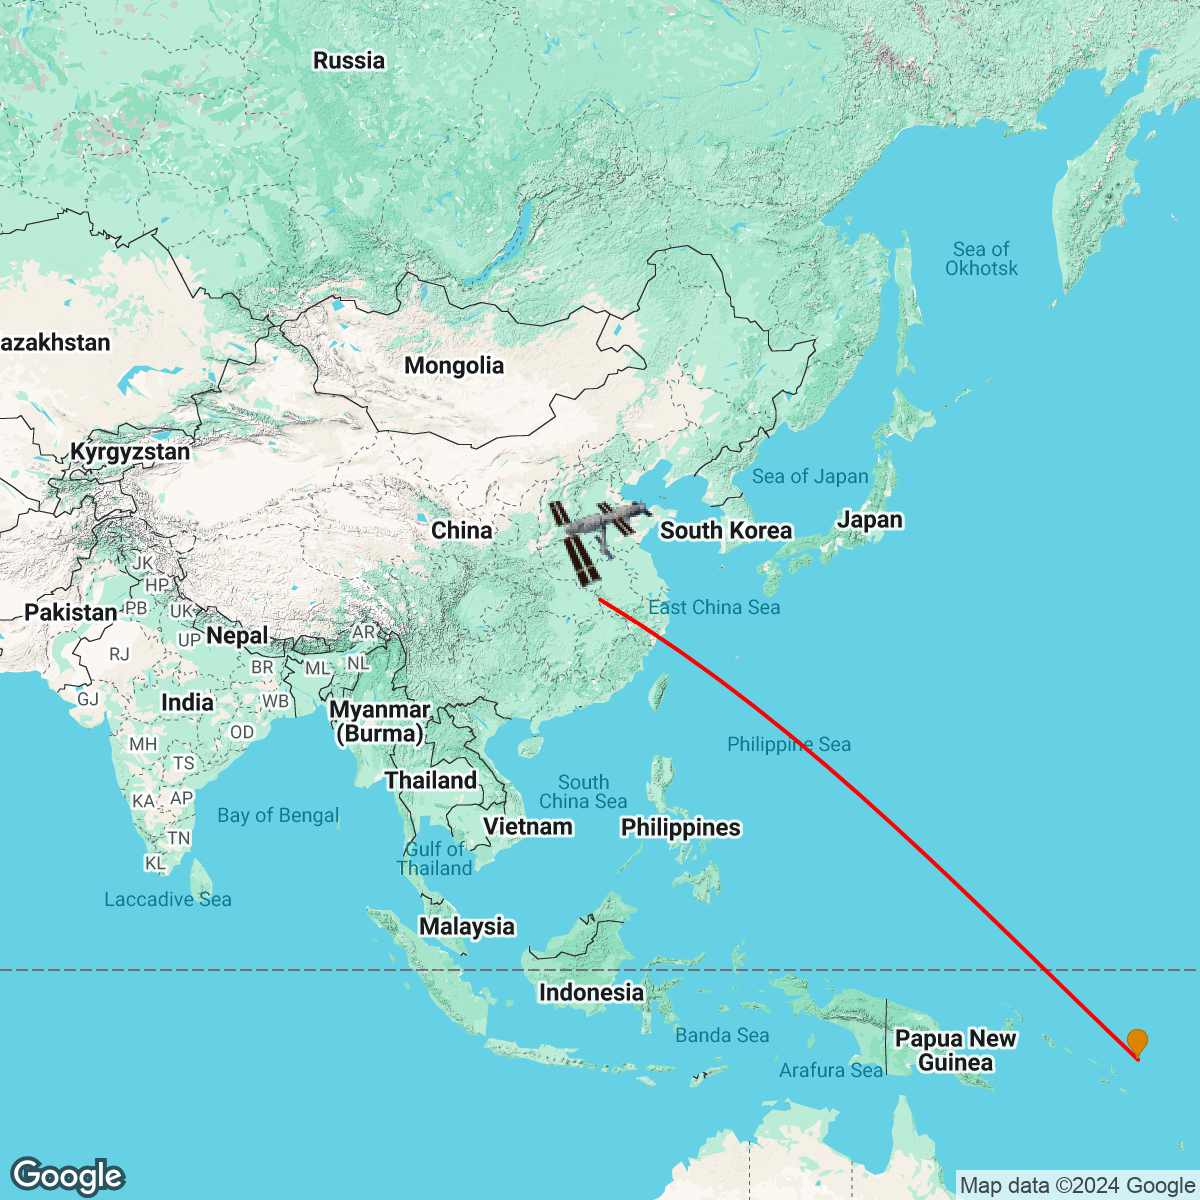 Russia
Sea of
Okhotsk
azakhstan
Mongolia
Kyrgyzstan
Sea of Japan
China
South Korea
Japan
JK
HP
Pakistan
PB
UK
East China Sea
UP
Nepal
AR
RJ
BR
ML
NL
GJ
India
WB
Myanmar
(Burma)
OD
MH
Philippine Sea
TS
Thailand
South
China Sea
KA
AP
Bay of Bengal
Vietnam
Philippines
TN
Gulf of
Thailand
KL
Laccadive Sea
Malaysia
Indonesia
Banda Sea
Papua New
Guinea
Arafura Sea
Google
Map data ©2024 Google